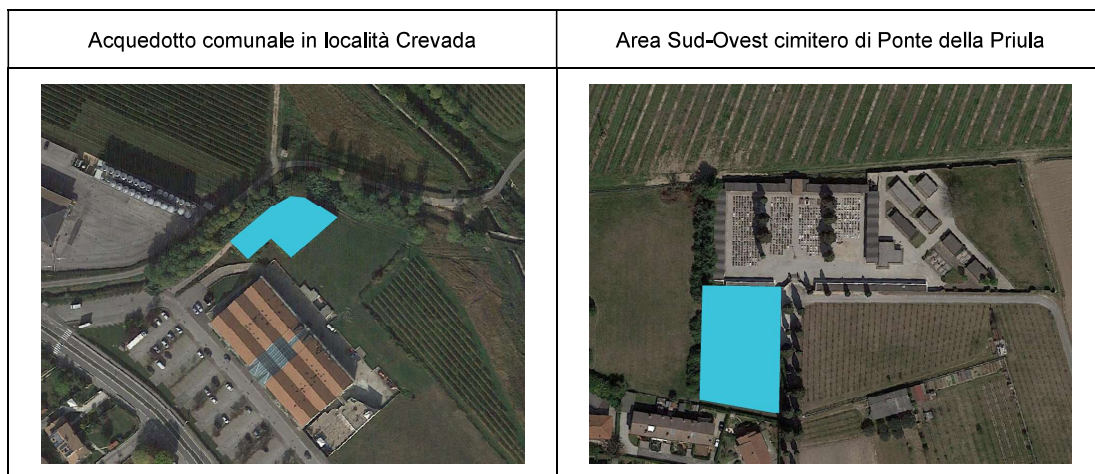 Acquedotto comunale in località Crevada
Area Sud-Ovest cimitero di Ponte della Priula